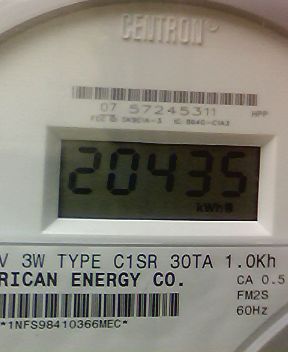 CENTRON
07 57245311 HPP
20435
kWh
V 3W TYPE C1SR 30TA 1.0Kh
RICAN ENERGY CO. CA 0.5
FM2S
*1NFS98410366MEC* 60Hz